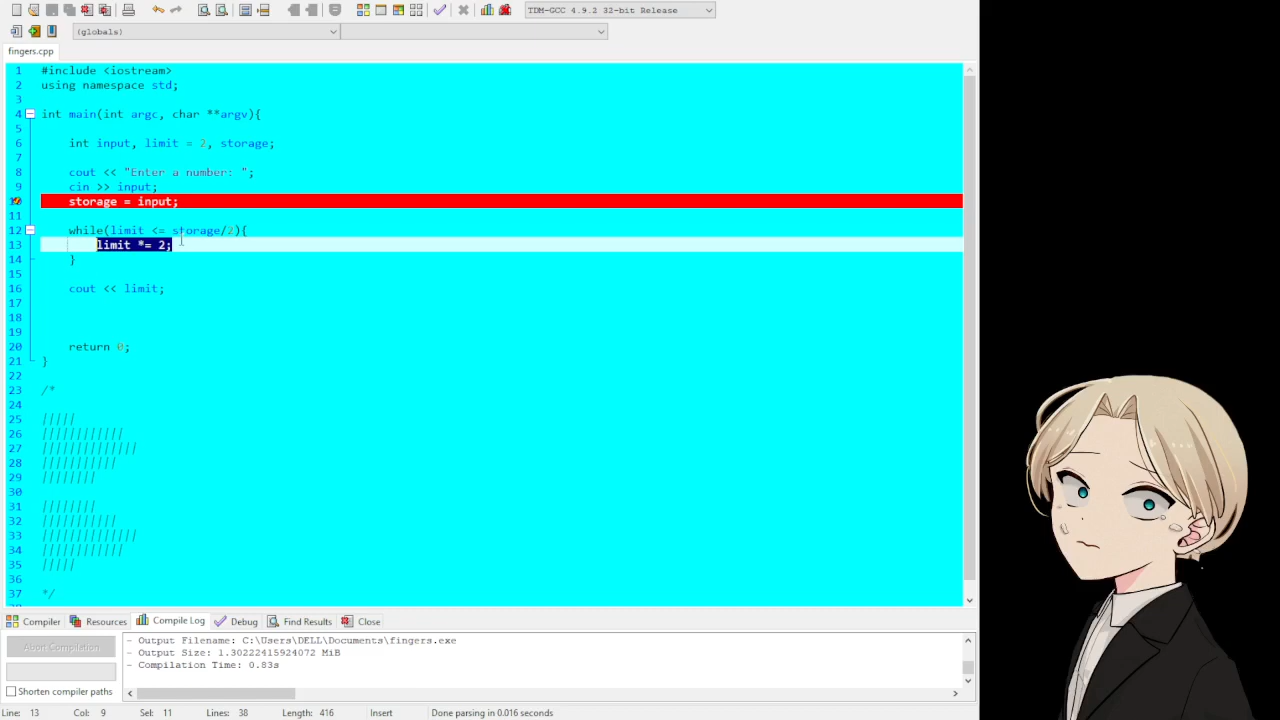 TDM-GCC 4.9.2 32-bit Release
(globals)
fingers.cpp
1 #include <iostream>
2 using namespace std;
3
4 int main(int argc, char **argv){
5
6 int input, limit = 2, storage;
7
8 cout << "Enter a number: ";
9 cin >> input;
storage = input;
11
12 while(limit <= storage/2){
13 limit *= 2;
14 }
15
16 cout << limit;
17
18
19
20 return 0;
21 }
22
23 /*
24
25 /////
26 ////////////
27 //////////////
28 ///////////
29 ////////
30
31 ////////
32 ///////////
33 //////////////
34 ////////////
35 /////
36
37 */
Compiler Resources Compile Log Debug Find Results Close
Abort Compilation
- Output Filename: C:\Users\DELL\Documents\fingers.exe
- Output Size: 1.30222415924072 MiB
- Compilation Time: 0.83s
Shorten compiler paths
Line: 13 Col: 9 Sel: 11 Lines: 38 Length: 416 Insert Done parsing in 0.016 seconds